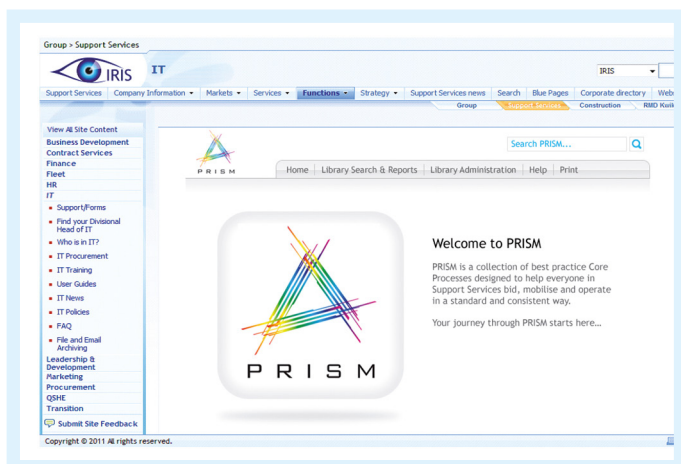 Group > Support Services
IRIS
IT
IRIS
Support Services Company Information Markets Services Functions Strategy Support Services news Search Blue Pages Corporate directory Web
Group Support Services Construction RMD Kwik
View All Site Content
Business Development
Contract Services
Finance
Fleet
HR
IT
Support/Forms
Find your Divisional
Head of IT
Who is in IT?
IT Procurement
IT Training
User Guides
IT News
IT Policies
FAQ
File and Email
Archiving
Leadership &
Development
Marketing
Procurement
QSHE
Transition
Submit Site Feedback
PRISM
Search PRISM...
Home Library Search & Reports Library Administration Help Print
PRISM
Welcome to PRISM
PRISM is a collection of best practice Core
Processes designed to help everyone in
Support Services bid, mobilise and operate
in a standard and consistent way.
Your journey through PRISM starts here...
Copyright © 2011 All rights reserved.